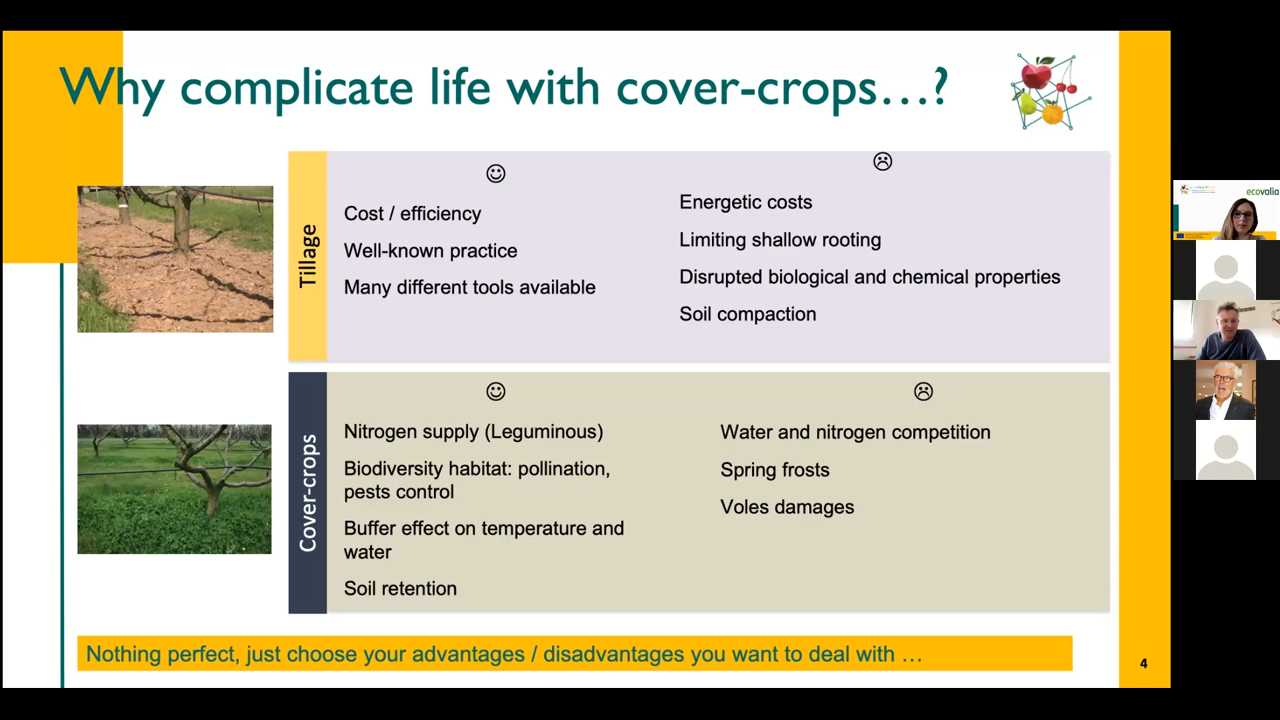 Why complicate life with cover-crops...?
Tillage
☺
Cost / efficiency
Well-known practice
Many different tools available
☹
Energetic costs
Limiting shallow rooting
Disrupted biological and chemical properties
Soil compaction
Cover-crops
☺
Nitrogen supply (Leguminous)
Biodiversity habitat: pollination,
pests control
Buffer effect on temperature and
water
Soil retention
☹
Water and nitrogen competition
Spring frosts
Voles damages
Nothing perfect, just choose your advantages / disadvantages you want to deal with ...
4
ecovalia